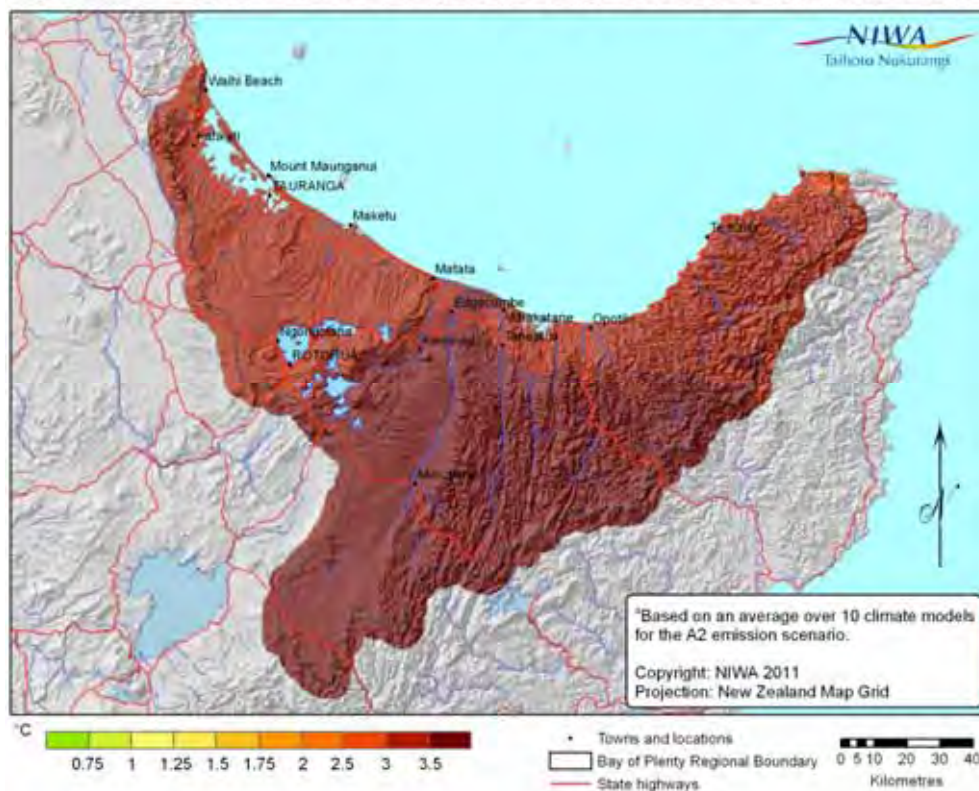 NIWA
Taihoro Nukurangi
Waihi Beach
Mount Maunganui
TAURANGA
Maketu
Matata
Edgecumbe
Whakatane
Opotiki
Ngongotaha
ROTORUA
Murupara
"Based on an average over 10 climate models
for the A2 emission scenario.
Copyright: NIWA 2011
Projection: New Zealand Map Grid
°C
0.75 1 1.25 1.5 1.75 2 2.5 3 3.5
Towns and locations
Bay of Plenty Regional Boundary
State highways
0 5 10 20 30 40
Kilometres